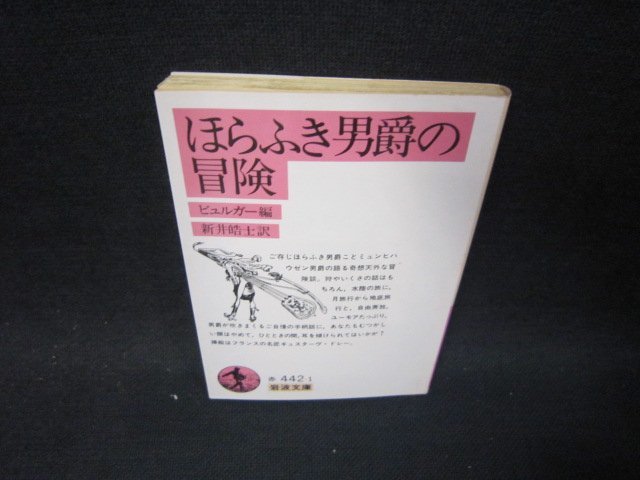 ほらふき男爵の
冒険
ビュルガー編
新井皓士訳
ご存じほらふき男爵ことミュンヒハ
ウゼン男爵の語る奇想天外な冒
険談。狩やいくさの話はも
ちろん，水陸の旅に，
月旅行から地底旅
行と，自由奔放，
ユーモアたっぷり。
男爵が吹きまくるご自慢の手柄話に，あなたもむつかし
い顔はやめて，ひとときの間，耳を傾けられてはいかが？
挿絵はフランスの名匠ギュスターヴ・ドレー。
赤 442-1
岩波文庫